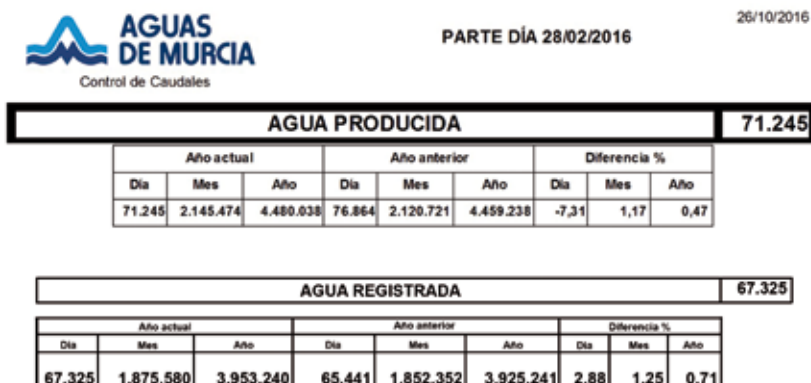 26/10/2016
AGUAS
DE MURCIA
PARTE DÍA 28/02/2016
Control de Caudales
AGUA PRODUCIDA 71.245
Año actual Año anterior Diferencia %
Día Mes Año Día Mes Año Día Mes Año
71.245 2.145.474 4.480.038 76.864 2.120.721 4.459.238 -7,31 1,17 0,47
AGUA REGISTRADA 67.325
Año actual Año anterior Diferencia %
Día Mes Año Día Mes Año Día Mes Año
67.325 1.875.580 3.953.240 65.441 1.852.352 3.925.241 2,88 1,25 0,71